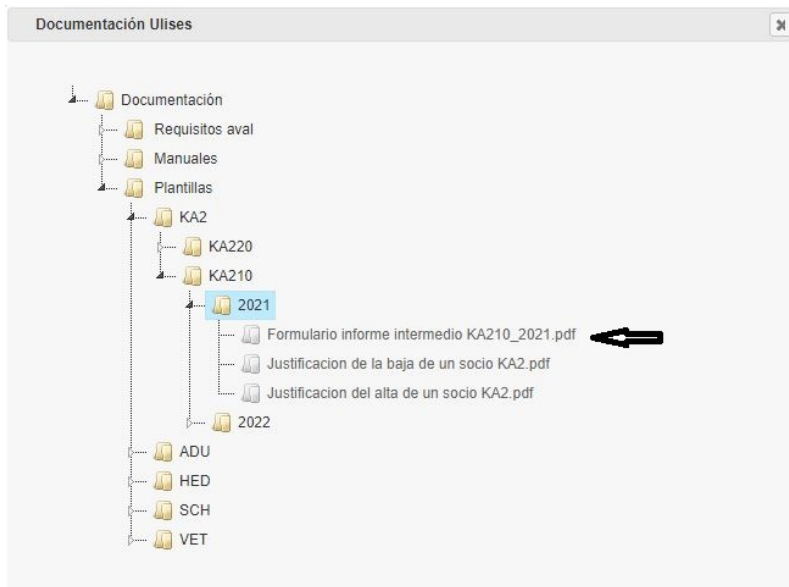 Documentación Ulises
Documentación
Requisitos aval
Manuales
Plantillas
KA2
KA220
KA210
2021
Formulario informe intermedio KA210_2021.pdf
Justificacion de la baja de un socio KA2.pdf
Justificacion del alta de un socio KA2.pdf
2022
ADU
HED
SCH
VET